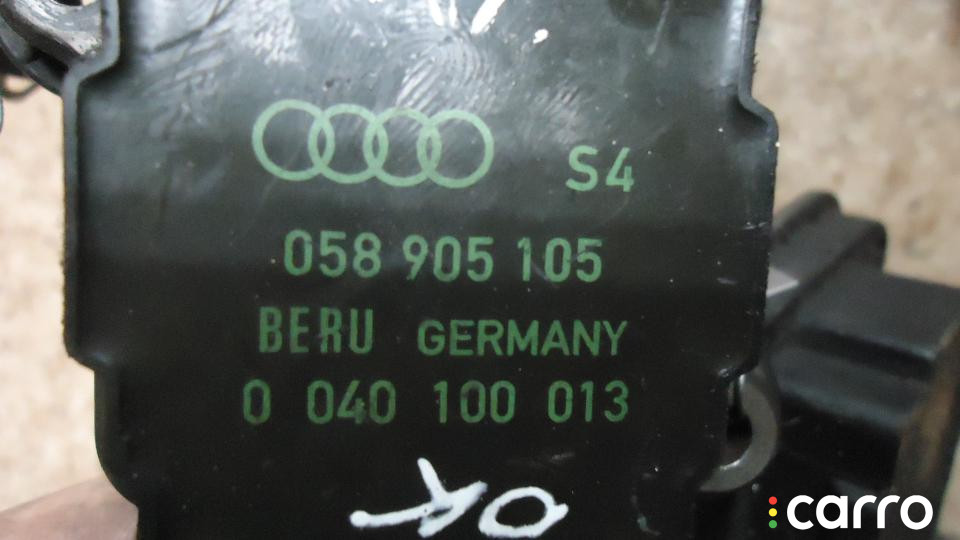 S4
058 905 105
BERU GERMANY
0 040 100 013
OK
carro